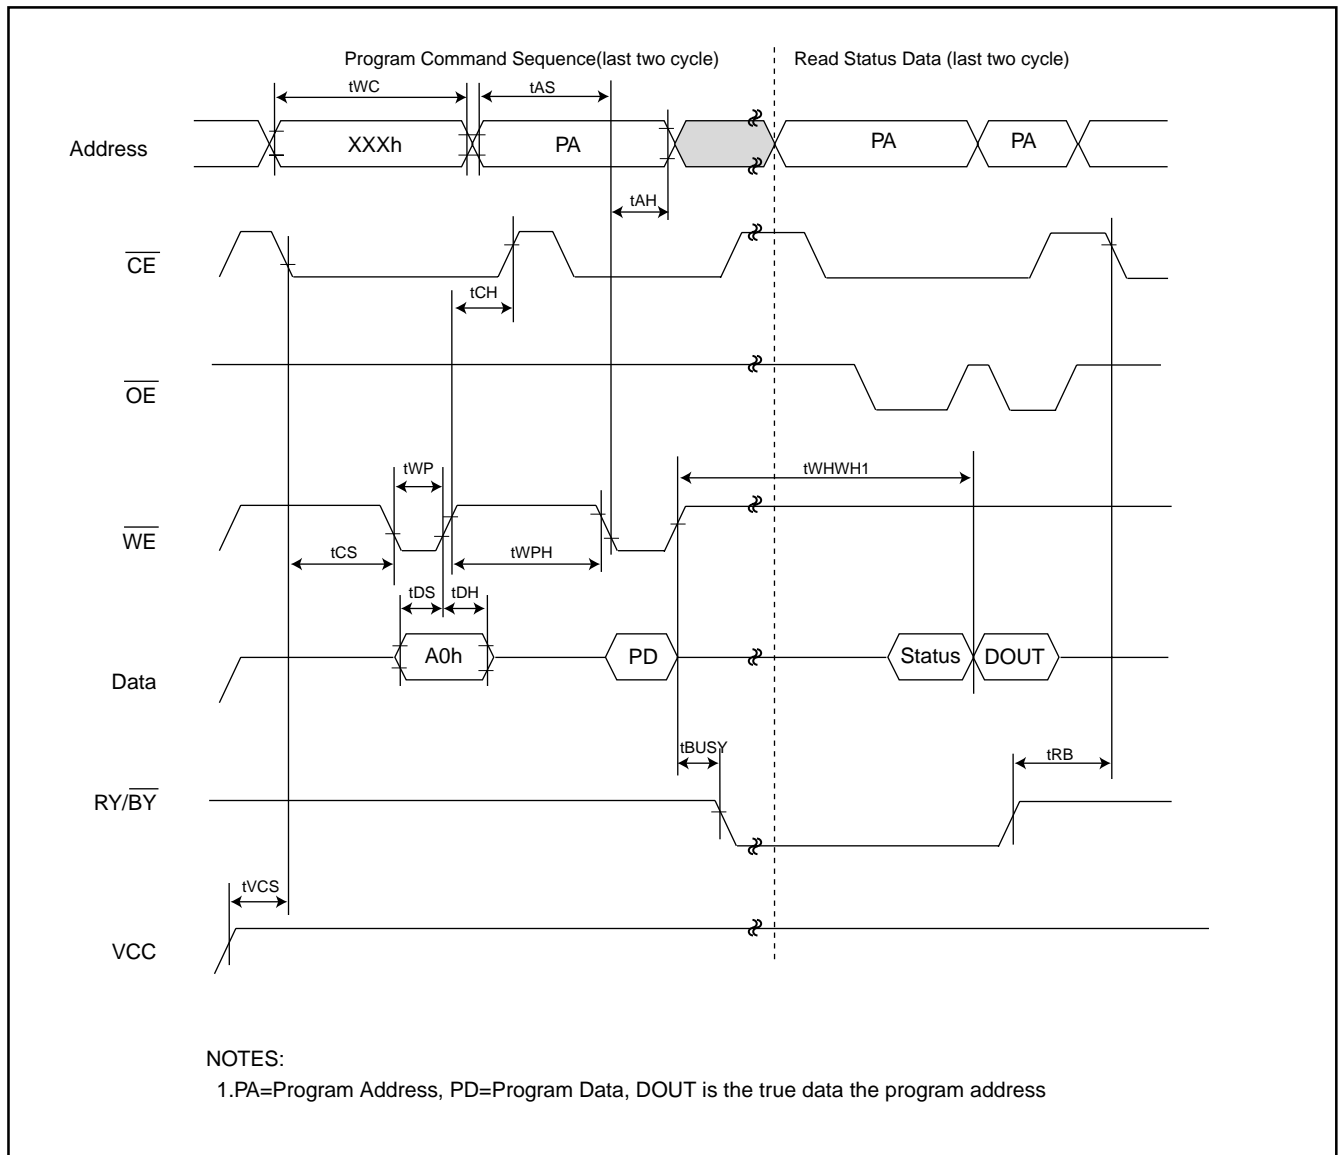 Program Command Sequence(last two cycle) Read Status Data (last two cycle)
tWC tAS
Address XXXh PA PA PA
tAH
CE
tCH
OE
tWP tWHWH1
WE
tCS tWPH
tDS tDH
Data A0h PD Status DOUT
tBUSY tRB
RY/BY
tVCS
VCC
NOTES:
1.PA=Program Address, PD=Program Data, DOUT is the true data the program address